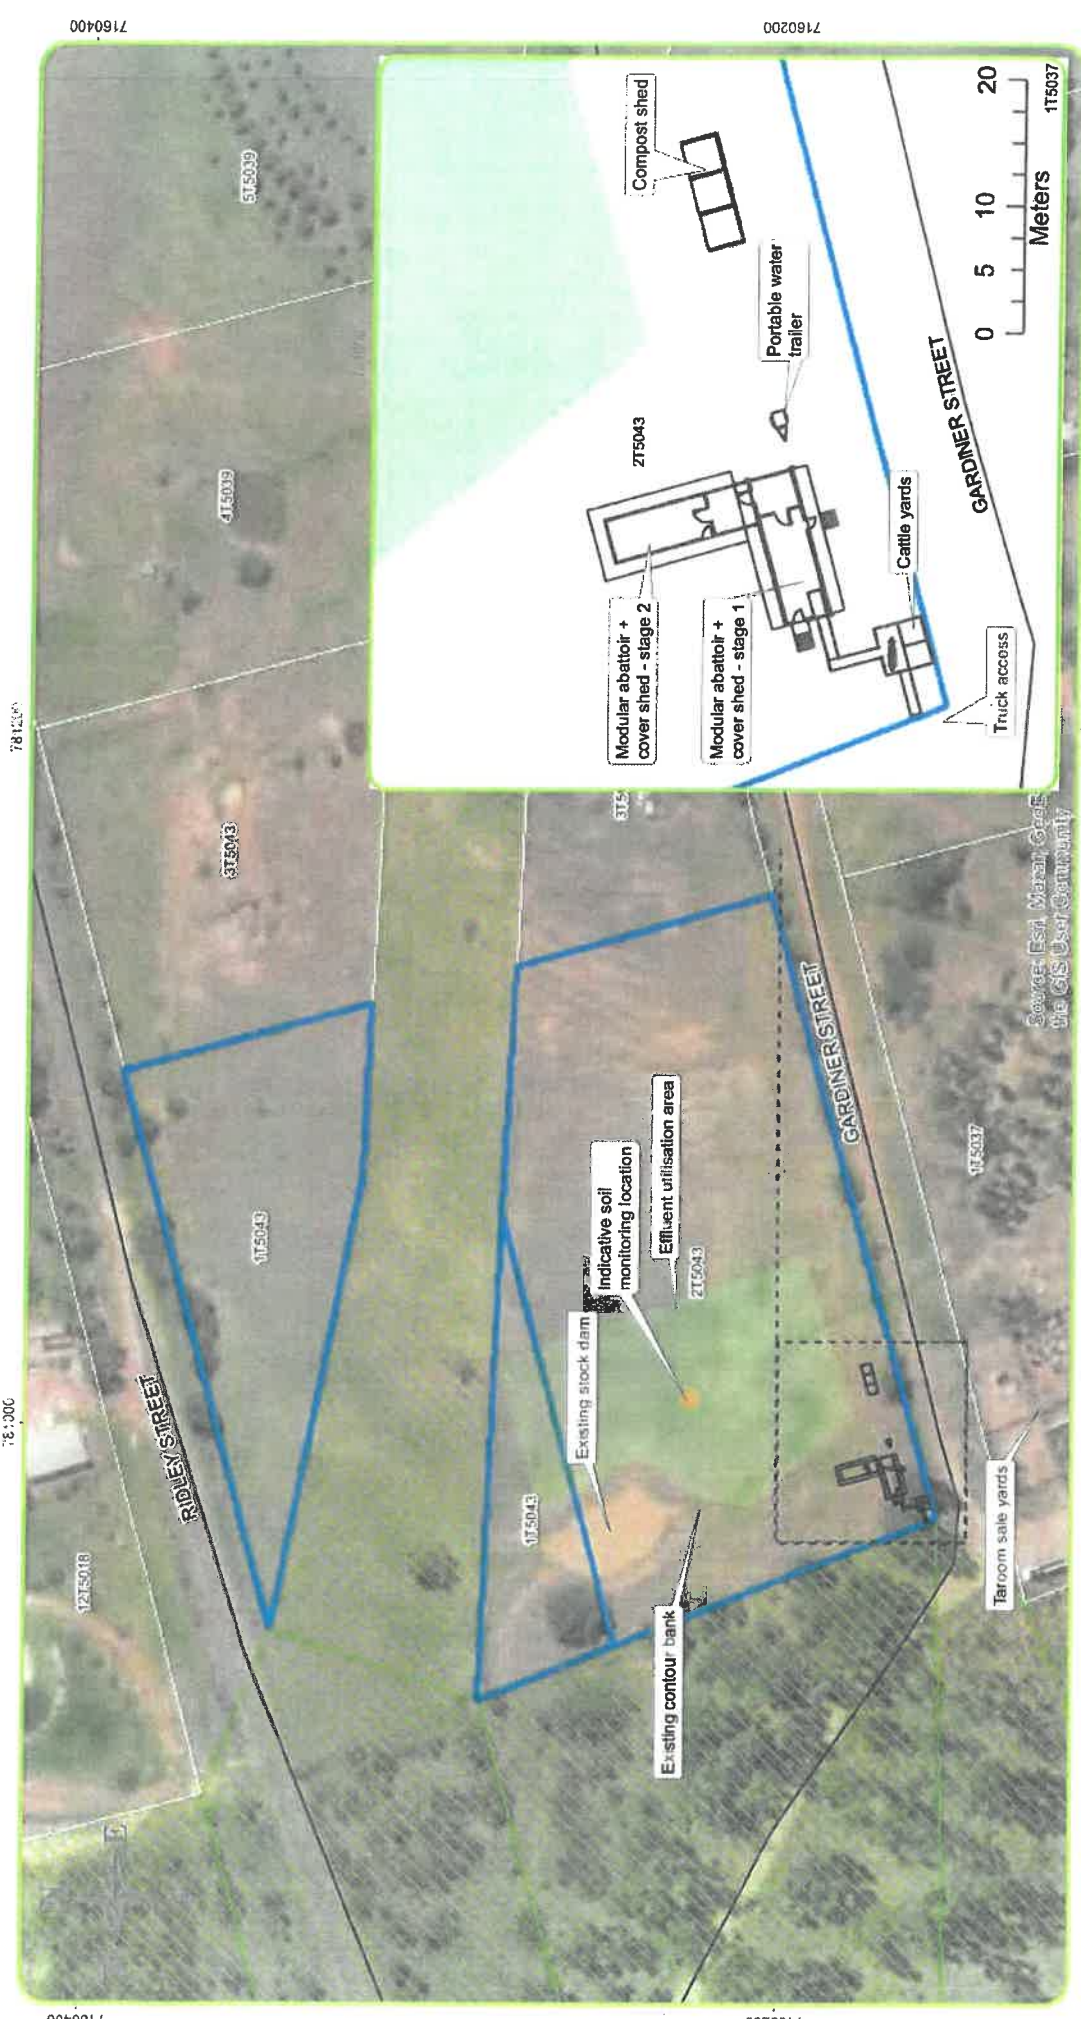 7160400
7160200
781200
781000
5T5039
4T5039
3T5043
1T5043
12T5018
RIDLEY STREET
Compost shed
Portable water
trailer
2T5043
Modular abattoir +
cover shed - stage 2
Modular abattoir +
cover shed - stage 1
Cattle yards
Truck access
GARDINER STREET
0 5 10 20
Meters
1T5037
Indicative soil
monitoring location
Effluent utilisation area
Existing stock dam
2T5043
1T5043
Existing contour bank
GARDINER STREET
1T5037
Taroom sale yards
Source: Esri, Maxar,
the GIS User Community